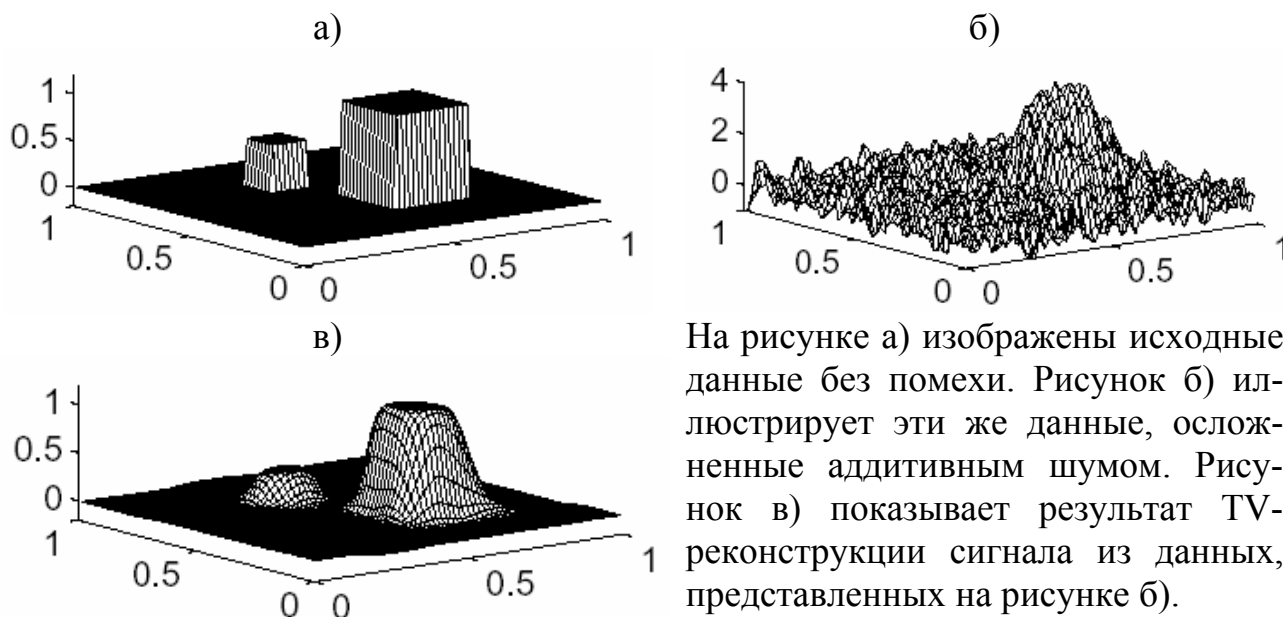 а)
1
0.5
0
1
0.5
0
0
0.5
1
б)
4
2
0
1
0.5
0
0
0.5
1
в)
1
0.5
0
1
0.5
0
0
0.5
1
На рисунке а) изображены исходные
данные без помехи. Рисунок б) ил-
люстрирует эти же данные, ослож-
ненные аддитивным шумом. Рису-
нок в) показывает результат TV-
реконструкции сигнала из данных,
представленных на рисунке б).